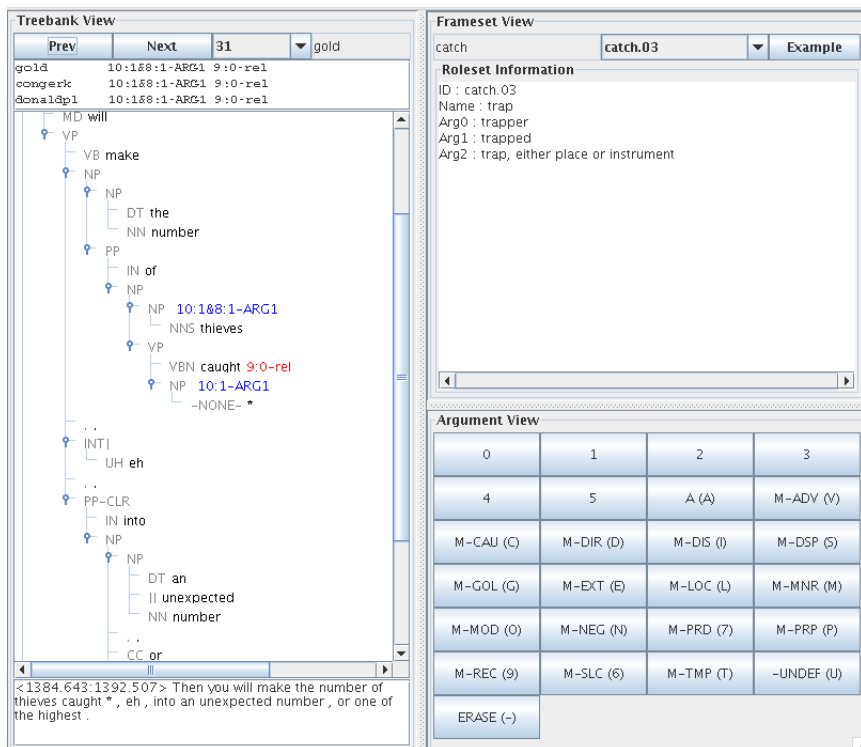 Treebank View
Prev Next 31 gold
gold 10:1&8:1-ARG1 9:0-rel
congerk 10:1&8:1-ARG1 9:0-rel
donaldpl 10:1&8:1-ARG1 9:0-rel
MD will
VP
VB make
NP
NP
DT the
NN number
PP
IN of
NP
NP 10:1&8:1-ARG1
NNS thieves
VP
VBN caught 9:0-rel
NP 10:1-ARG1
-NONE- *
, ,
INTJ
UH eh
, ,
PP-CLR
IN into
NP
NP
DT an
JJ unexpected
NN number
, ,
CC or
<1384.643:1392.507> Then you will make the number of
thieves caught * , eh , into an unexpected number , or one of
the highest .
Frameset View
catch catch.03 Example
Roleset Information
ID : catch.03
Name : trap
Arg0 : trapper
Arg1 : trapped
Arg2 : trap, either place or instrument
Argument View
0 1 2 3
4 5 A (A) M-ADV (V)
M-CAU (C) M-DIR (D) M-DIS (I) M-DSP (S)
M-GOL (G) M-EXT (E) M-LOC (L) M-MNR (M)
M-MOD (O) M-NEG (N) M-PRD (7) M-PRP (P)
M-REC (9) M-SLC (6) M-TMP (T) -UNDEF (U)
ERASE (-)